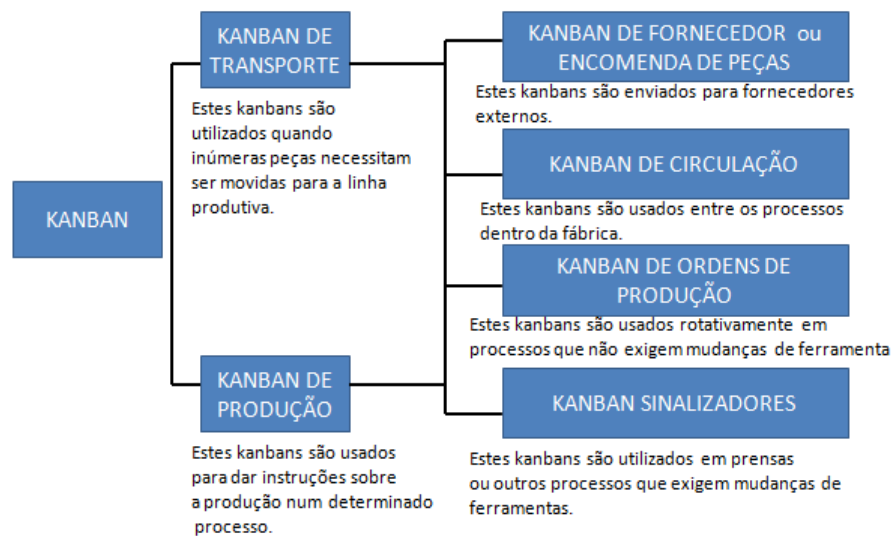 KANBAN
KANBAN DE
TRANSPORTE
Estes kanbans são
utilizados quando
inúmeras peças necessitam
ser movidas para a linha
produtiva.
KANBAN DE
PRODUÇÃO
Estes kanbans são usados
para dar instruções sobre
a produção num determinado
processo.
KANBAN DE FORNECEDOR ou
ENCOMENDA DE PEÇAS
Estes kanbans são enviados para fornecedores
externos.
KANBAN DE CIRCULAÇÃO
Estes kanbans são usados entre os processos
dentro da fábrica.
KANBAN DE ORDENS DE
PRODUÇÃO
Estes kanbans são usados rotativamente em
processos que não exigem mudanças de ferramenta
KANBAN SINALIZADORES
Estes kanbans são utilizados em prensas
ou outros processos que exigem mudanças de
ferramentas.